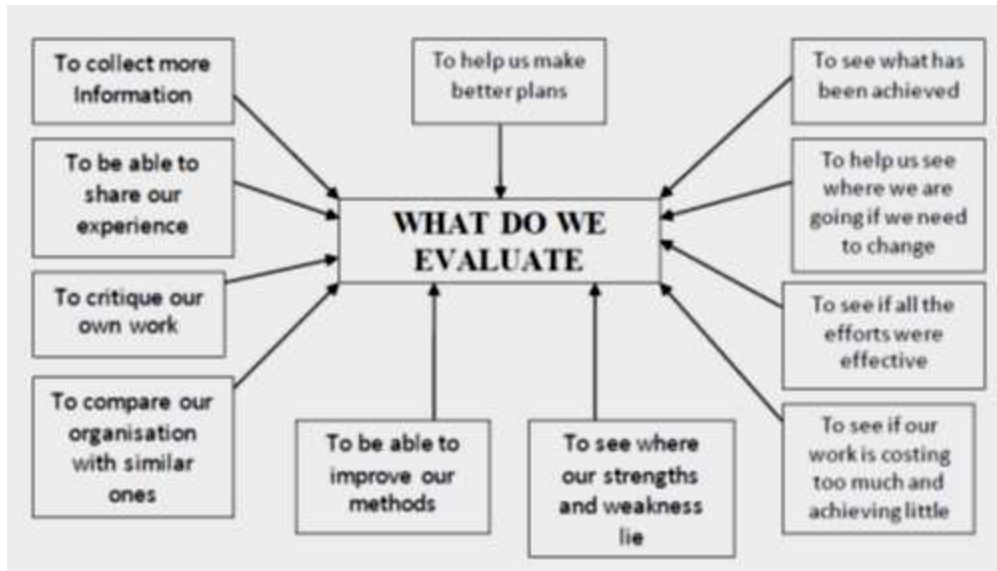 To collect more
Information
To help us make
better plans
To see what has
been achieved
To be able to
share our
experience
To help us see
where we are
going if we need
to change
WHAT DO WE
EVALUATE
To critique our
own work
To see if all the
efforts were
effective
To compare our
organisation
with similar
ones
To be able to
improve our
methods
To see where
our strengths
and weakness
lie
To see if our
work is costing
too much and
achieving little